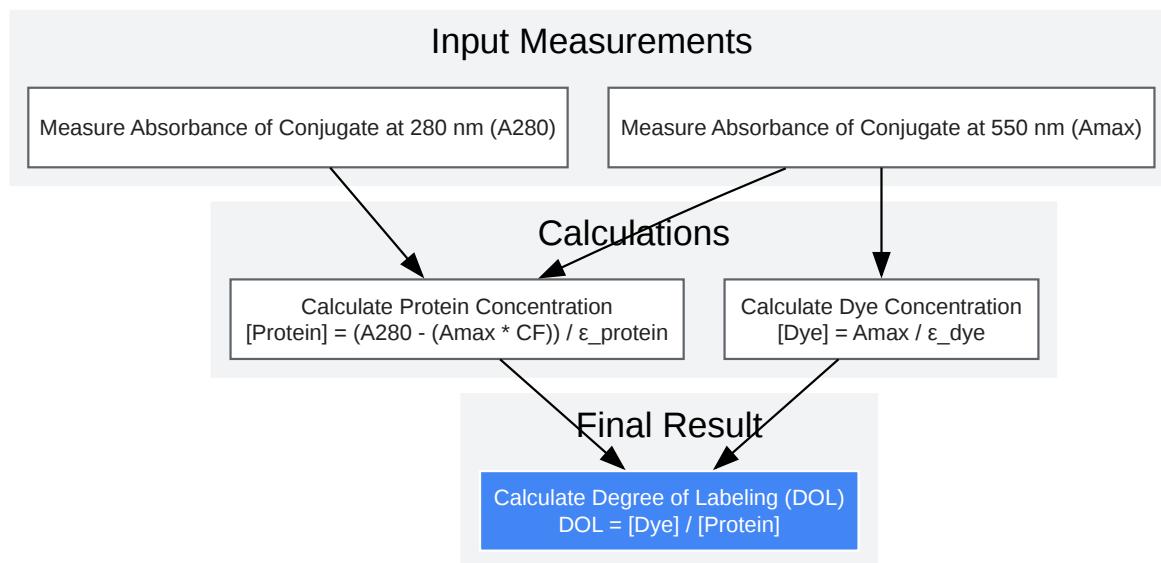 Input Measurements
Measure Absorbance of Conjugate at 280 nm (A280)
Measure Absorbance of Conjugate at 550 nm (Amax)
Calculations
Calculate Protein Concentration
[Protein] = (A280 - (Amax * CF)) / ε_protein
Calculate Dye Concentration
[Dye] = Amax / ε_dye
Final Result
Calculate Degree of Labeling (DOL)
DOL = [Dye] / [Protein]